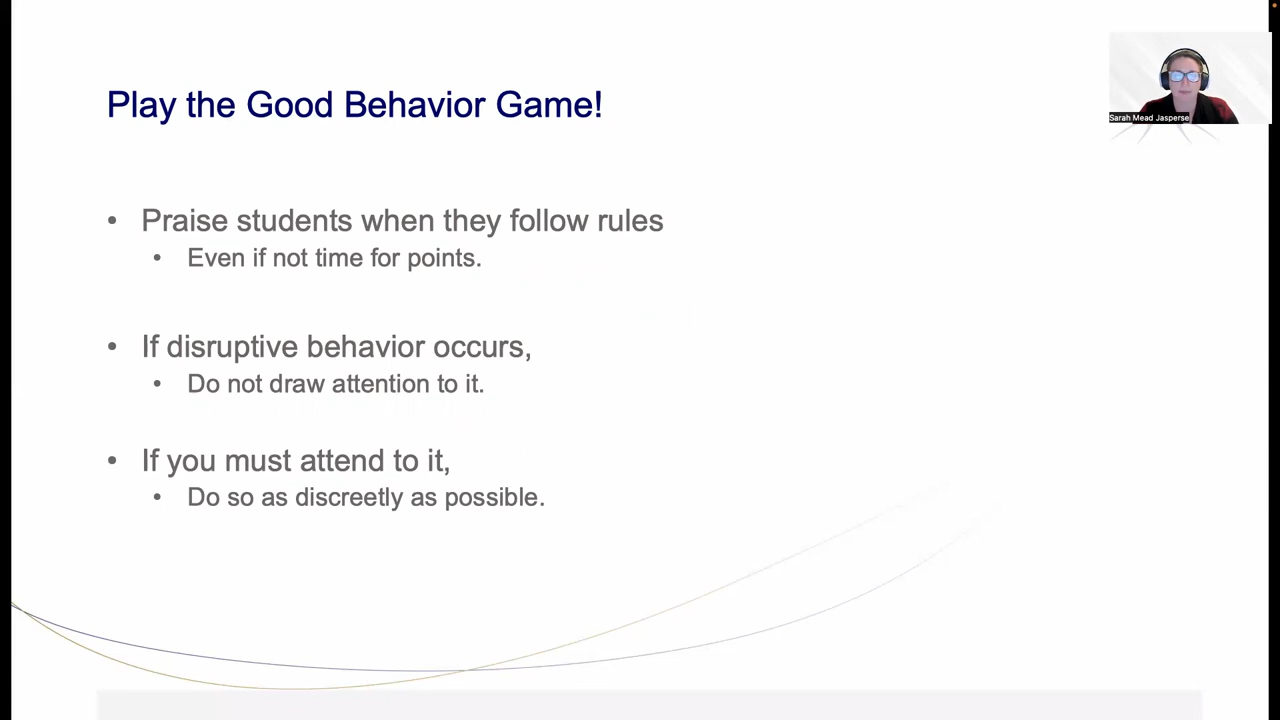 Play the Good Behavior Game!
Sarah Mead Jasperse
• Praise students when they follow rules
• Even if not time for points.
• If disruptive behavior occurs,
• Do not draw attention to it.
• If you must attend to it,
• Do so as discreetly as possible.